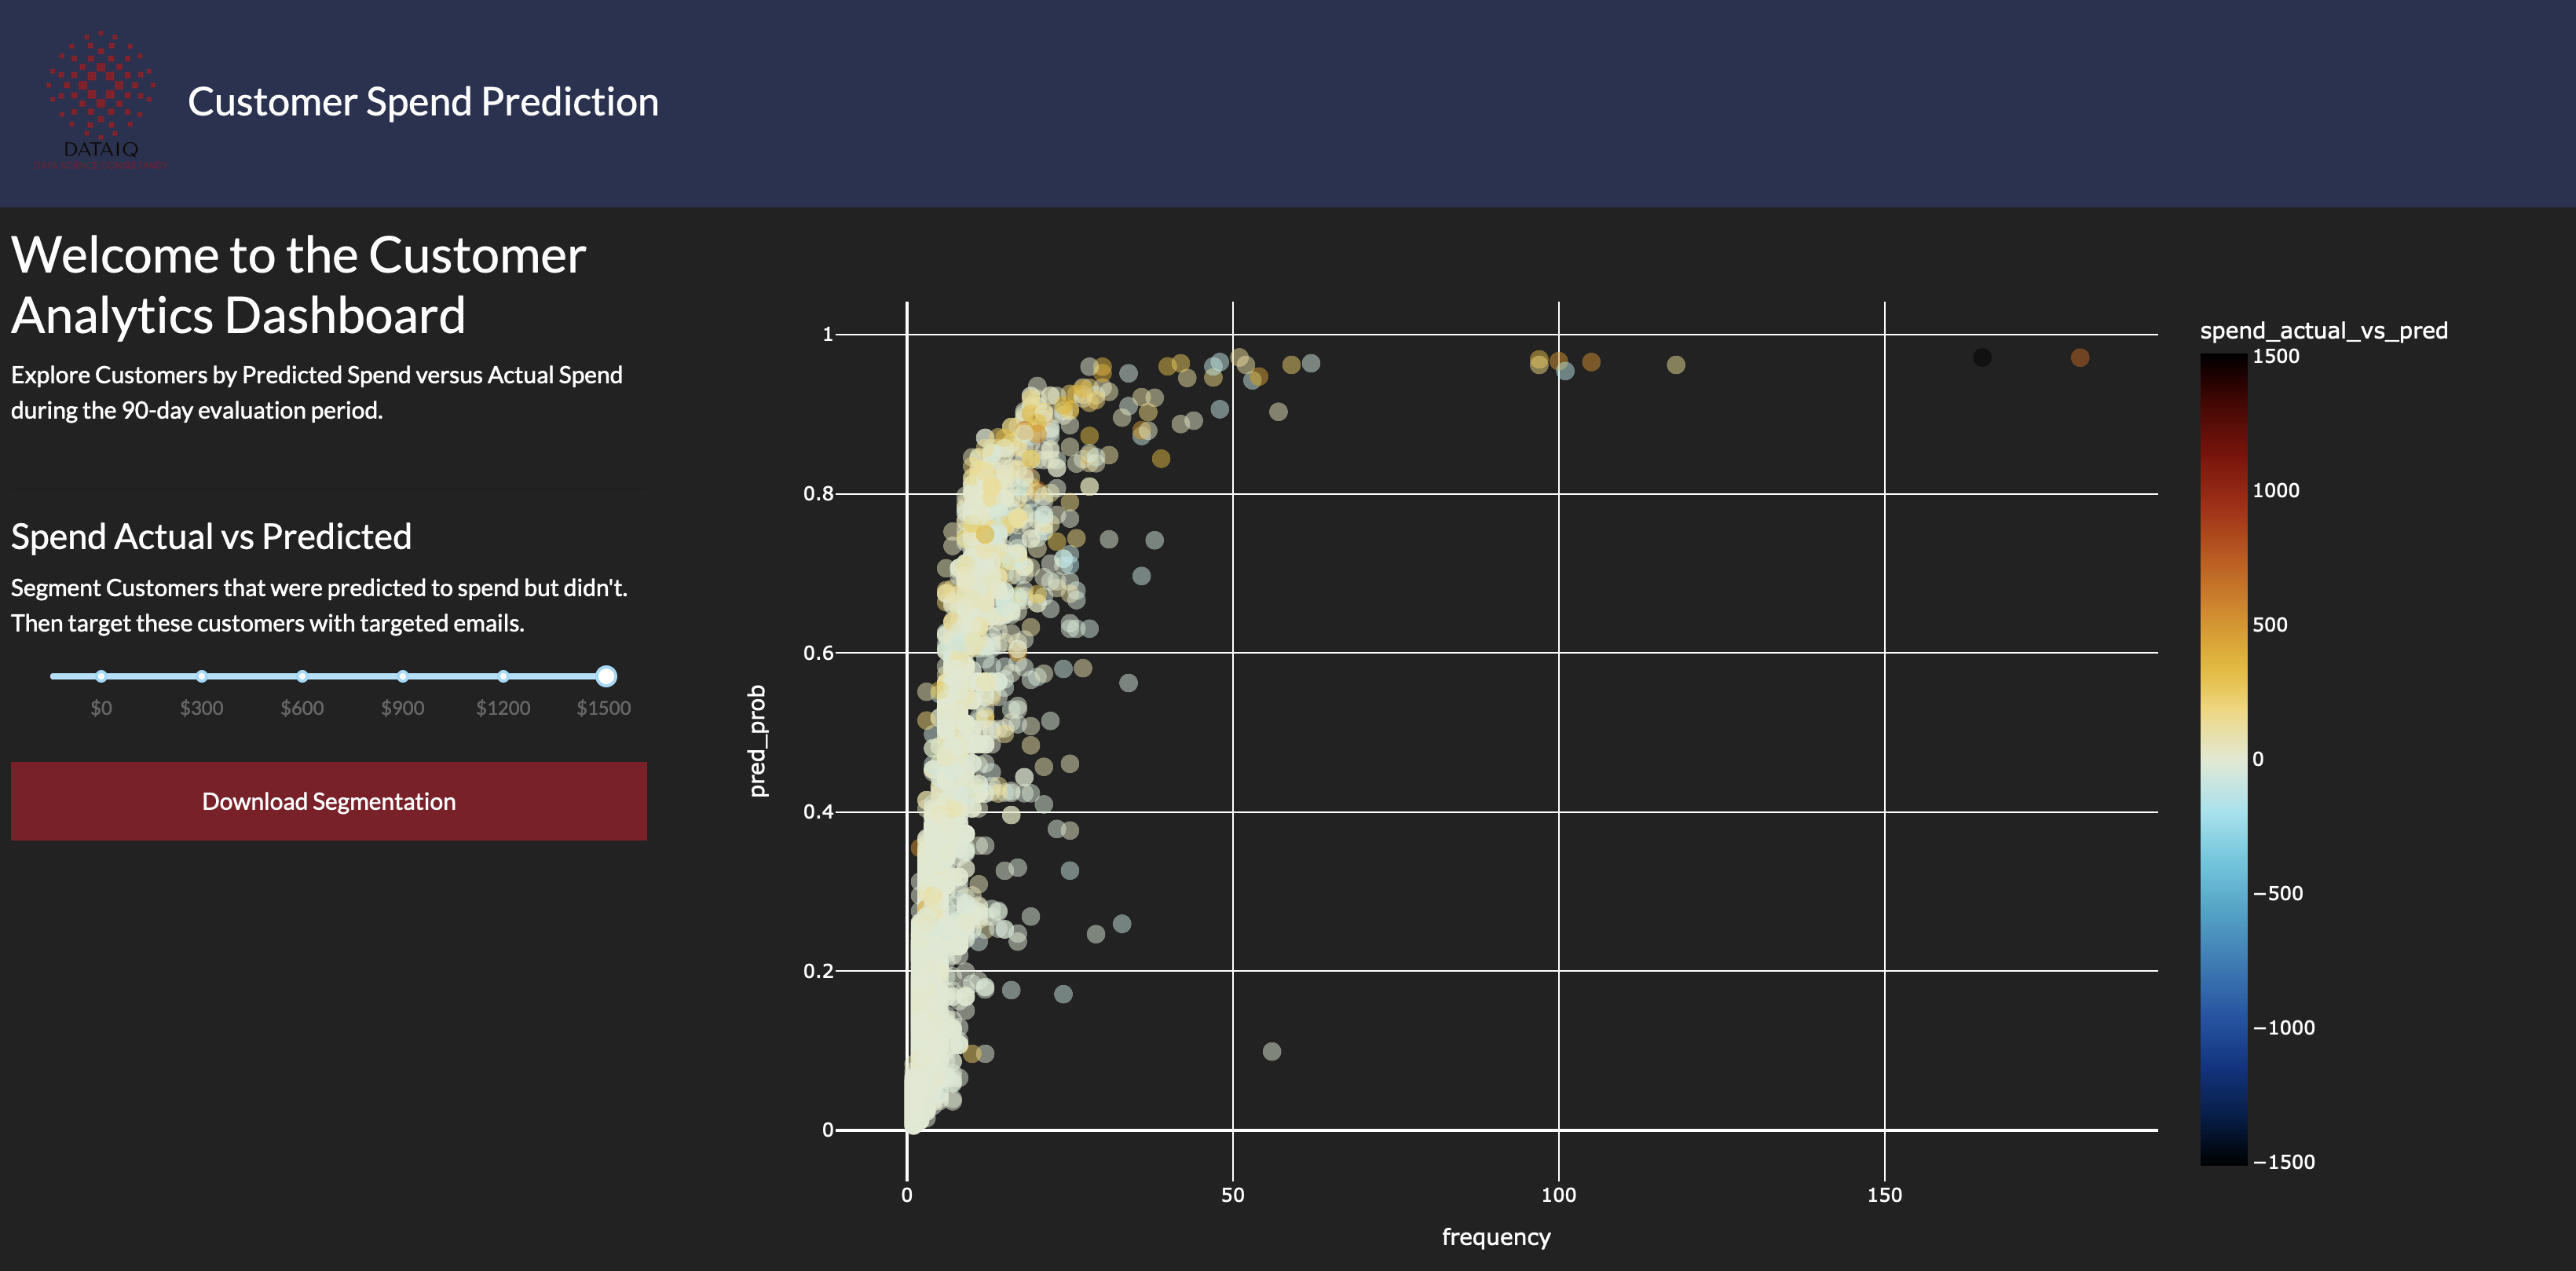 DATAIQ
Customer Spend Prediction
Welcome to the Customer
Analytics Dashboard
Explore Customers by Predicted Spend versus Actual Spend
during the 90-day evaluation period.
Spend Actual vs Predicted
Segment Customers that were predicted to spend but didn't.
Then target these customers with targeted emails.
$0 $300 $600 $900 $1200 $1500
Download Segmentation
pred_prob
1
0.8
0.6
0.4
0.2
0
0 50 100 150
frequency
spend_actual_vs_pred
1500
1000
500
0
−500
−1000
−1500